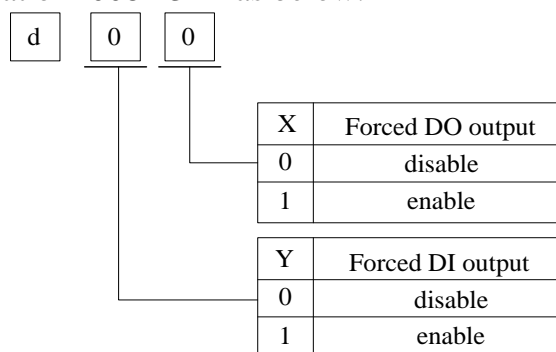 d 0 0
X Forced DO output
0 disable
1 enable
Y Forced DI output
0 disable
1 enable